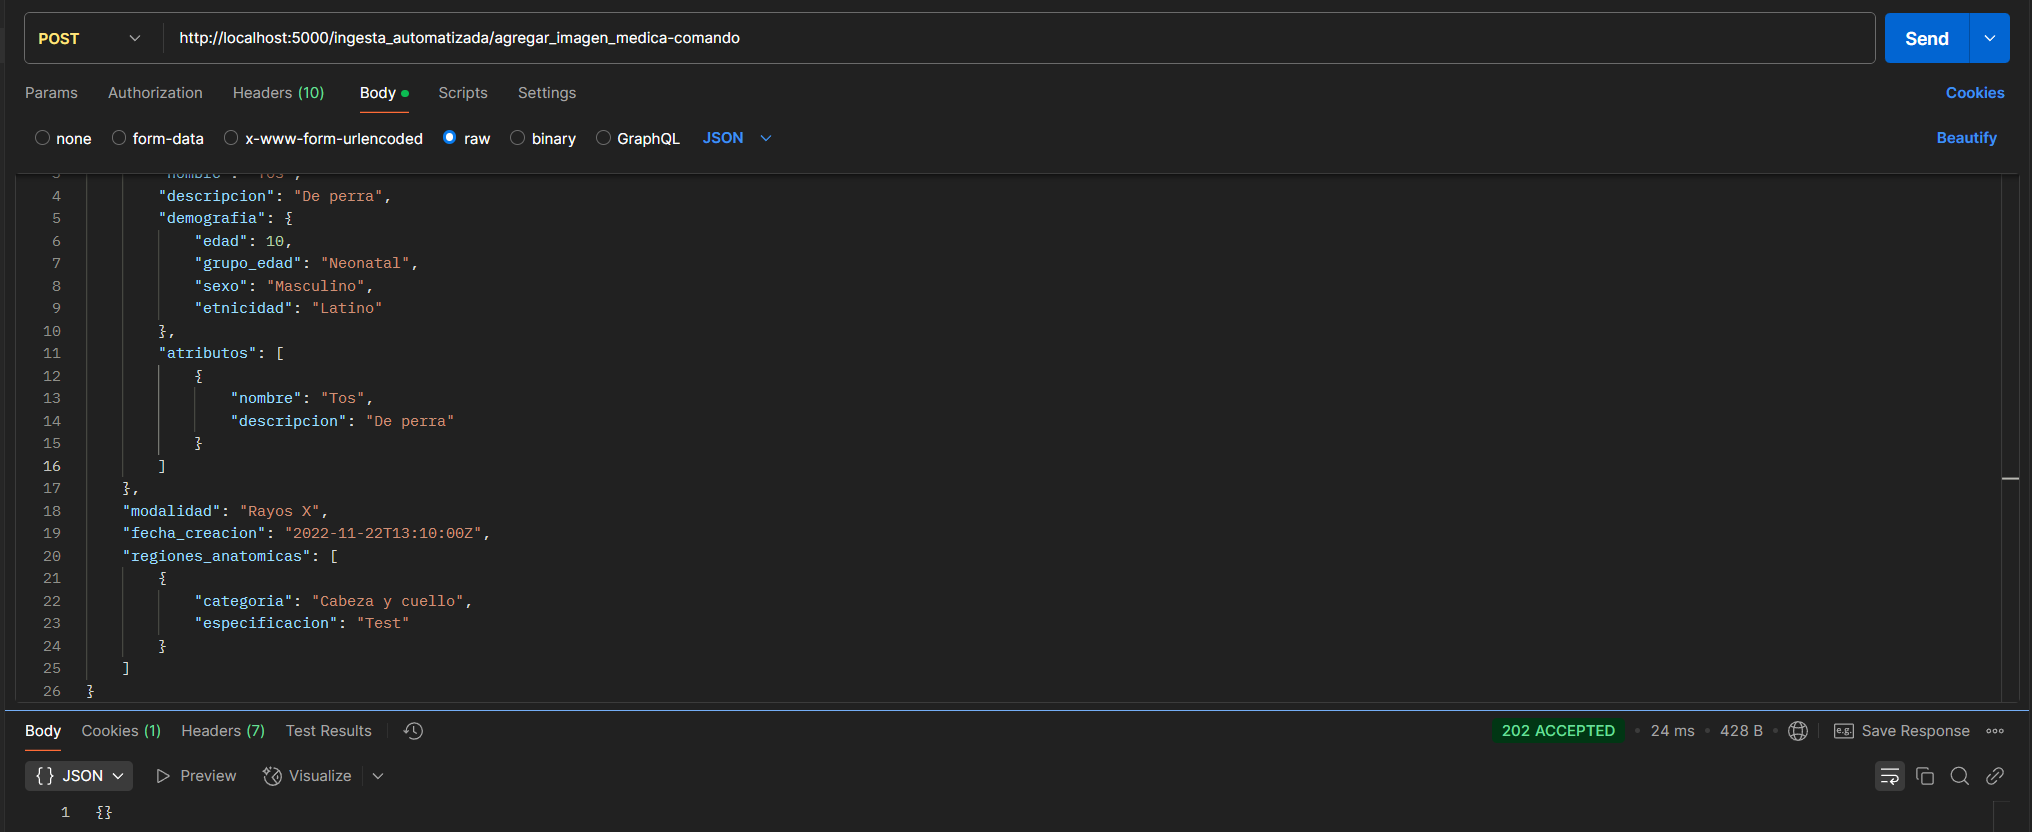 POST http://localhost:5000/ingesta_automatizada/agregar_imagen_medica-comando Send
Params Authorization Headers (10) Body Scripts Settings Cookies
none form-data x-www-form-urlencoded raw binary GraphQL JSON Beautify
3 "nombre": "Tos",
4 "descripcion": "De perra",
5 "demografia": {
6 "edad": 10,
7 "grupo_edad": "Neonatal",
8 "sexo": "Masculino",
9 "etnicidad": "Latino"
10 },
11 "atributos": [
12 {
13 "nombre": "Tos",
14 "descripcion": "De perra"
15 }
16 ]
17 },
18 "modalidad": "Rayos X",
19 "fecha_creacion": "2022-11-22T13:10:00Z",
20 "regiones_anatomicas": [
21 {
22 "categoria": "Cabeza y cuello",
23 "especificacion": "Test"
24 }
25 ]
26 }
Body Cookies (1) Headers (7) Test Results 202 ACCEPTED • 24 ms • 428 B • e.g. Save Response
{} JSON Preview Visualize
1 {}